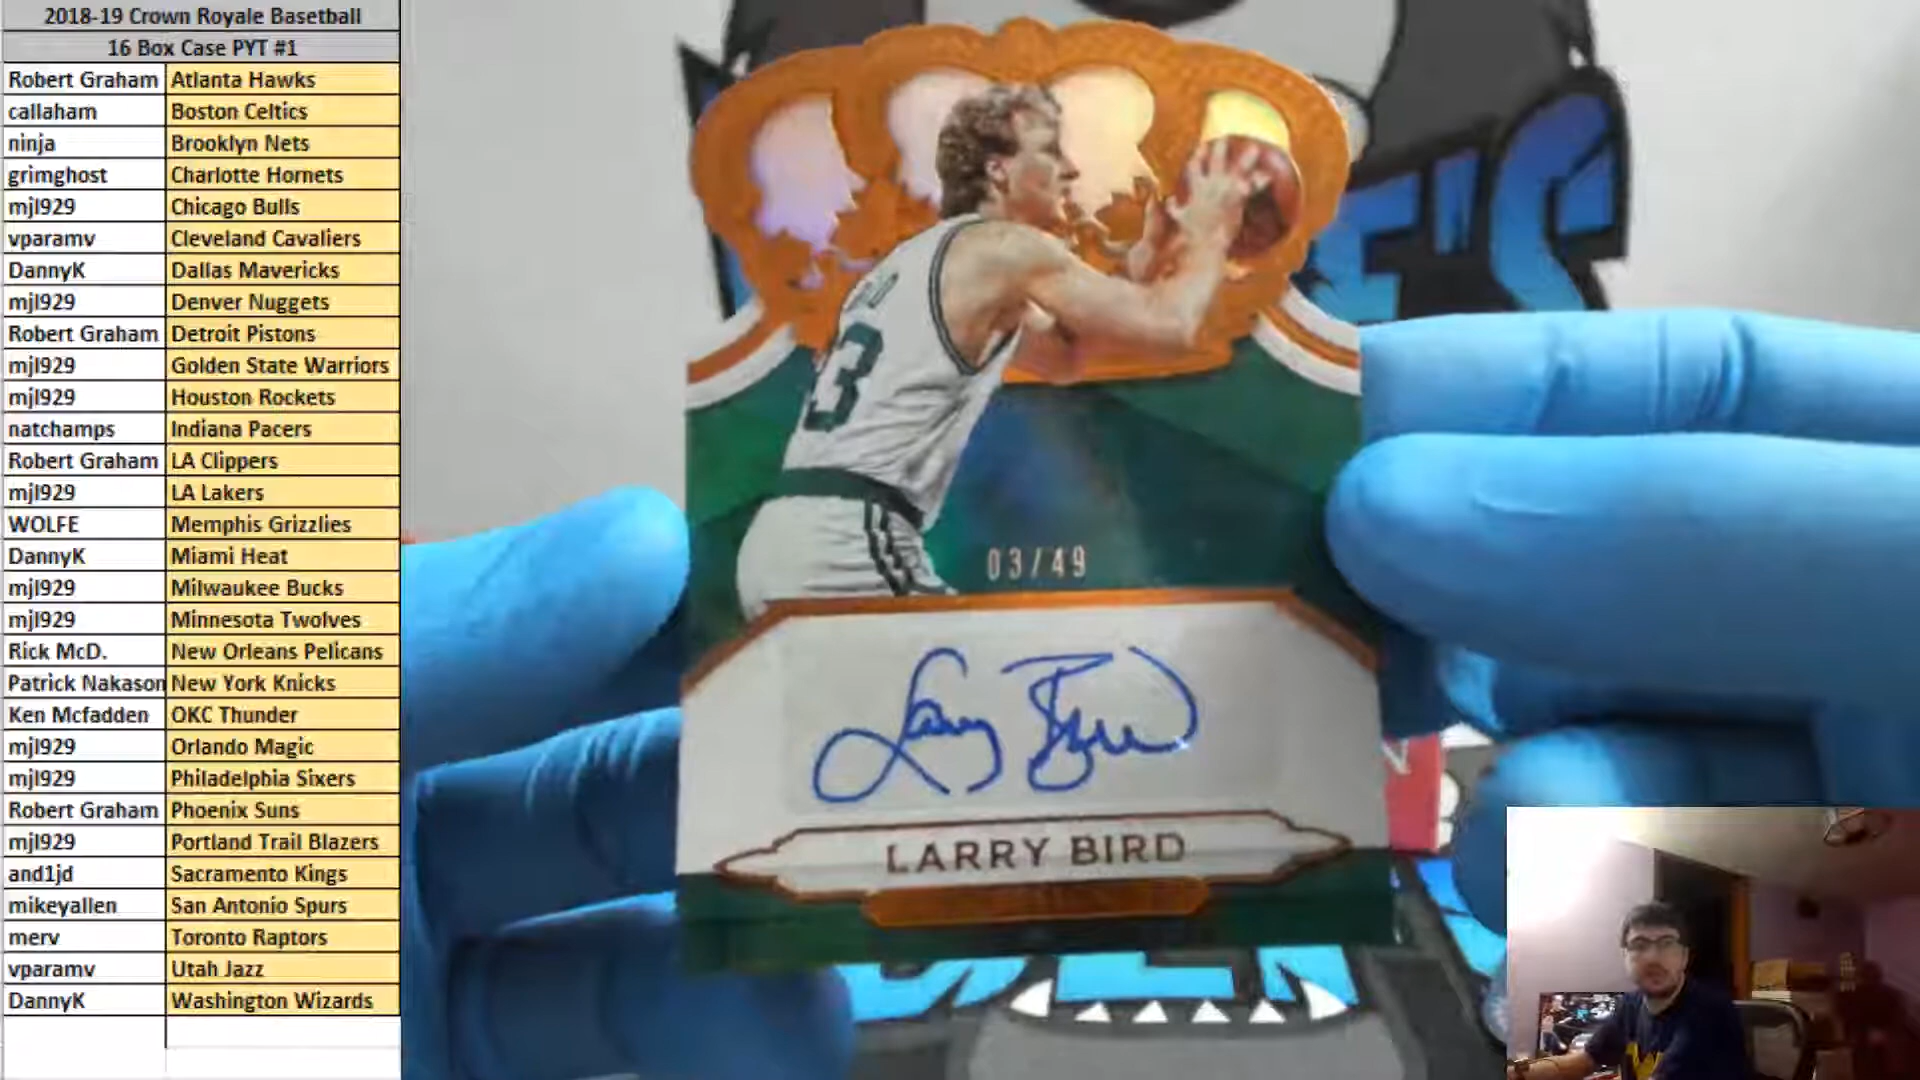 2018-19 Crown Royale Basetball
16 Box Case PYT #1
Robert Graham Atlanta Hawks
callaham Boston Celtics
ninja Brooklyn Nets
grimghost Charlotte Hornets
mjl929 Chicago Bulls
vparamv Cleveland Cavaliers
DannyK Dallas Mavericks
mjl929 Denver Nuggets
Robert Graham Detroit Pistons
mjl929 Golden State Warriors
mjl929 Houston Rockets
natchamps Indiana Pacers
Robert Graham LA Clippers
mjl929 LA Lakers
WOLFE Memphis Grizzlies
DannyK Miami Heat
mjl929 Milwaukee Bucks
mjl929 Minnesota Twolves
Rick McD. New Orleans Pelicans
Patrick Nakason New York Knicks
Ken Mcfadden OKC Thunder
mjl929 Orlando Magic
mjl929 Philadelphia Sixers
Robert Graham Phoenix Suns
mjl929 Portland Trail Blazers
and1jd Sacramento Kings
mikeyallen San Antonio Spurs
merv Toronto Raptors
vparamv Utah Jazz
DannyK Washington Wizards
E'S
33
03/49
Larry Bird
LARRY BIRD